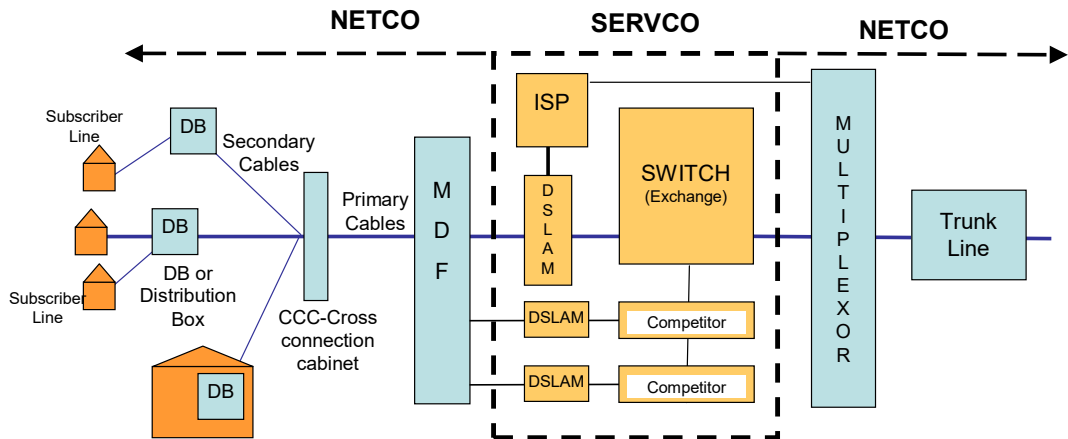 NETCO
SERVCO
NETCO
Subscriber
Line
DB
Secondary
Cables
ISP
SWITCH
(Exchange)
M
U
L
T
I
P
L
E
X
O
R
Primary
Cables
M
D
F
D
S
L
A
M
Trunk
Line
DB
DB or
Distribution
Box
Subscriber
Line
CCC-Cross
connection
cabinet
DSLAM
Competitor
DB
DSLAM
Competitor